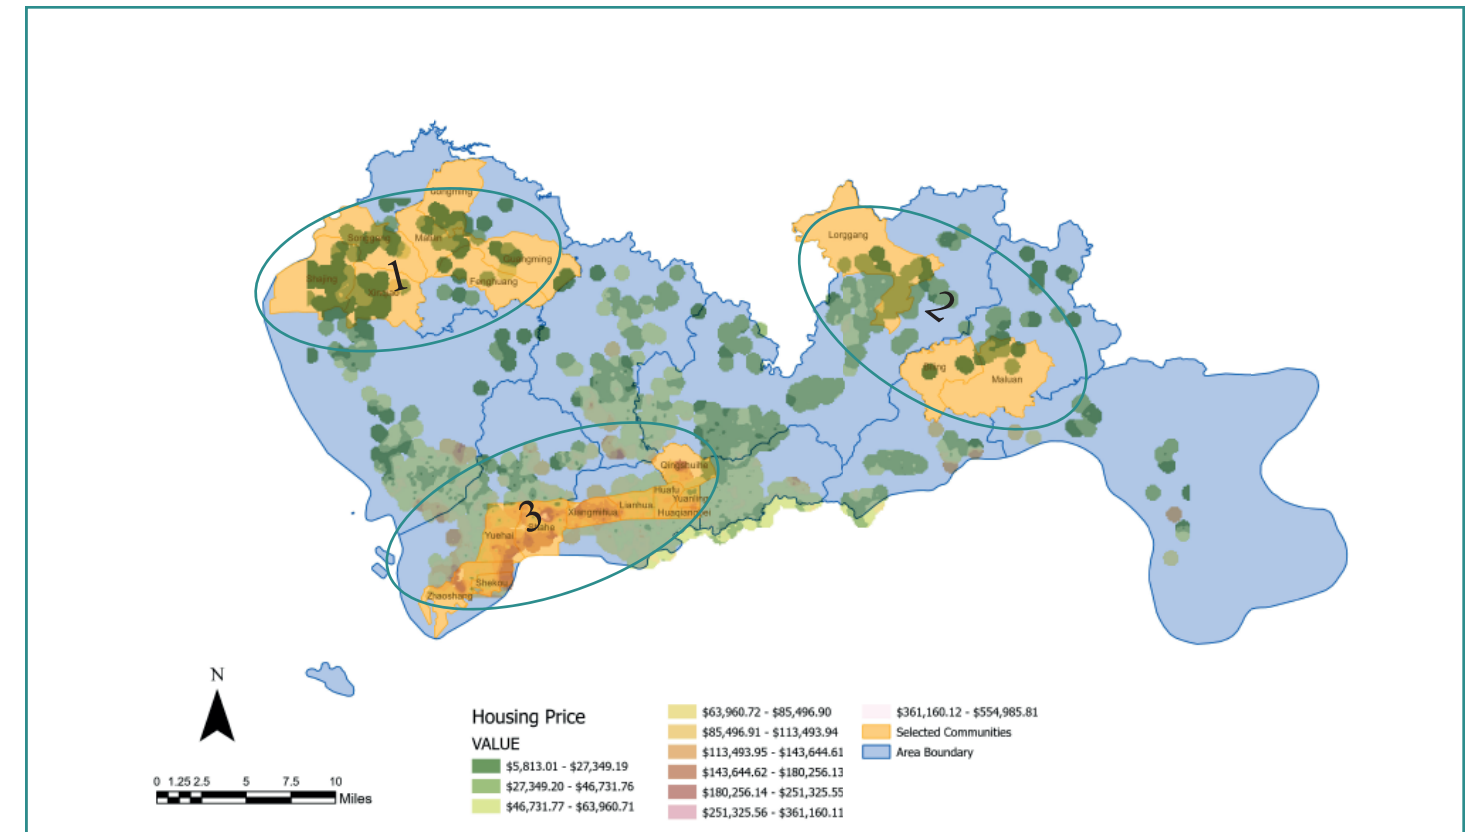 Gongming
Songgang
Matian
Guangming
Shajing
Fenghuang
1
Lorggang
2
Maluan
Qingshuihe
Huafu
Yuanling
Lianhua
Xiangmihua
Huaqiangbei
3
Shahe
Yuehai
Shekou
Zhaoshang
N
0 1.25 2.5 5 7.5 10
Miles
Housing Price
VALUE
$5,813.01 - $27,349.19
$27,349.20 - $46,731.76
$46,731.77 - $63,960.71
$63,960.72 - $85,496.90
$85,496.91 - $113,493.94
$113,493.95 - $143,644.61
$143,644.62 - $180,256.13
$180,256.14 - $251,325.55
$251,325.56 - $361,160.11
$361,160.12 - $554,985.81
Selected Communities
Area Boundary